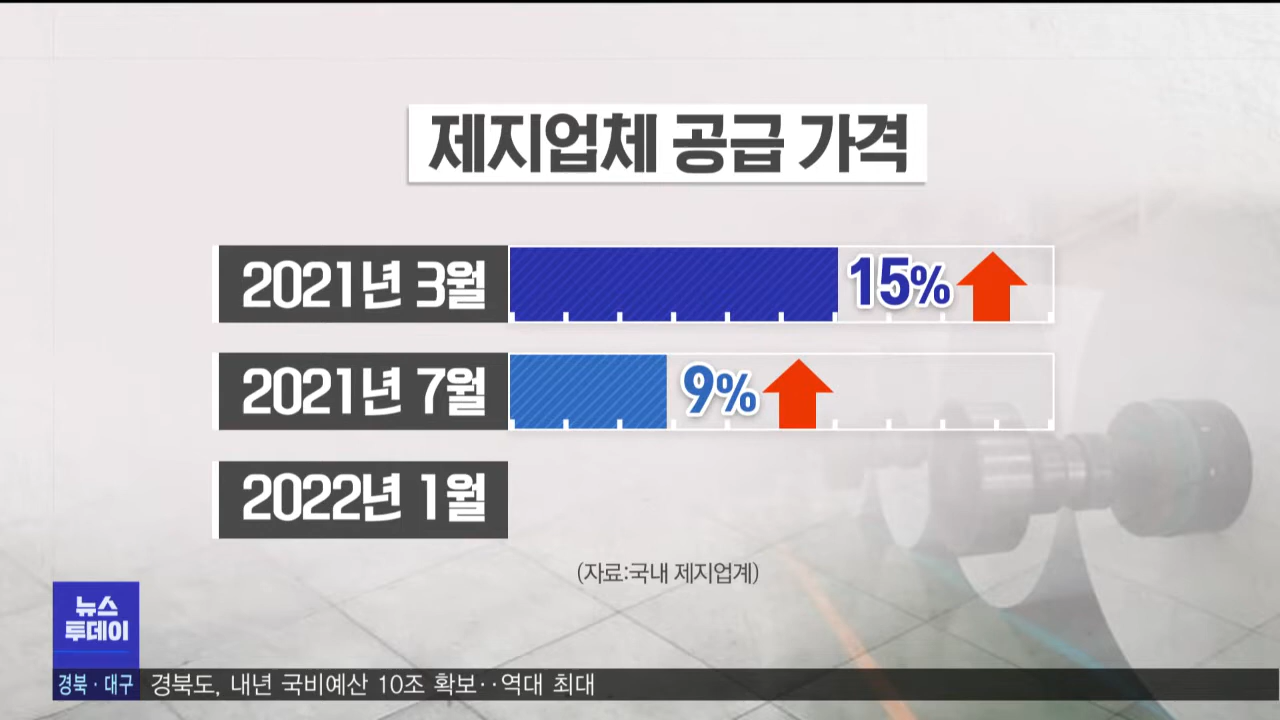 제지업체 공급 가격
2021년 3월 15%
2021년 7월 9%
2022년 1월
(자료:국내 제지업계)
뉴스
투데이
경북·대구 경북도, 내년 국비예산 10조 확보‥역대 최대